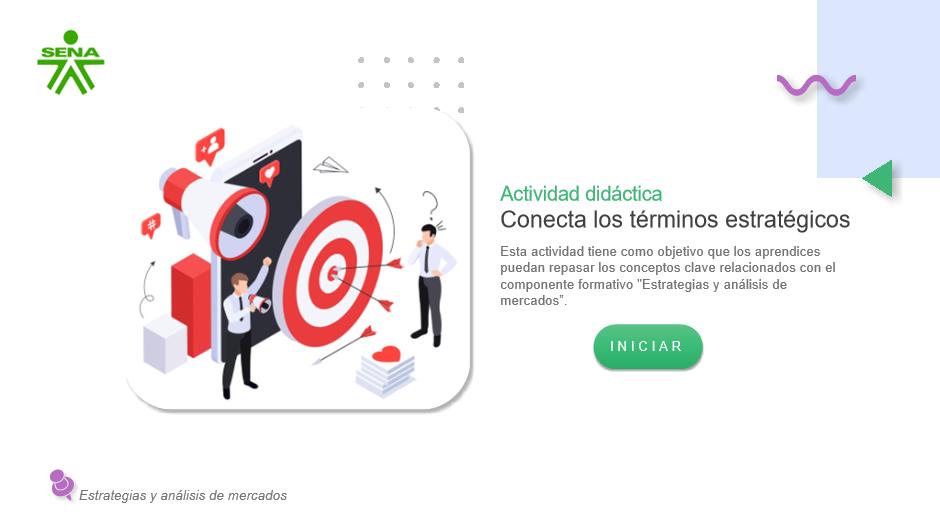 SENA
Actividad didáctica
Conecta los términos estratégicos
Esta actividad tiene como objetivo que los aprendices
puedan repasar los conceptos clave relacionados con el
componente formativo "Estrategias y análisis de
mercados”.
INICIAR
Estrategias y análisis de mercados